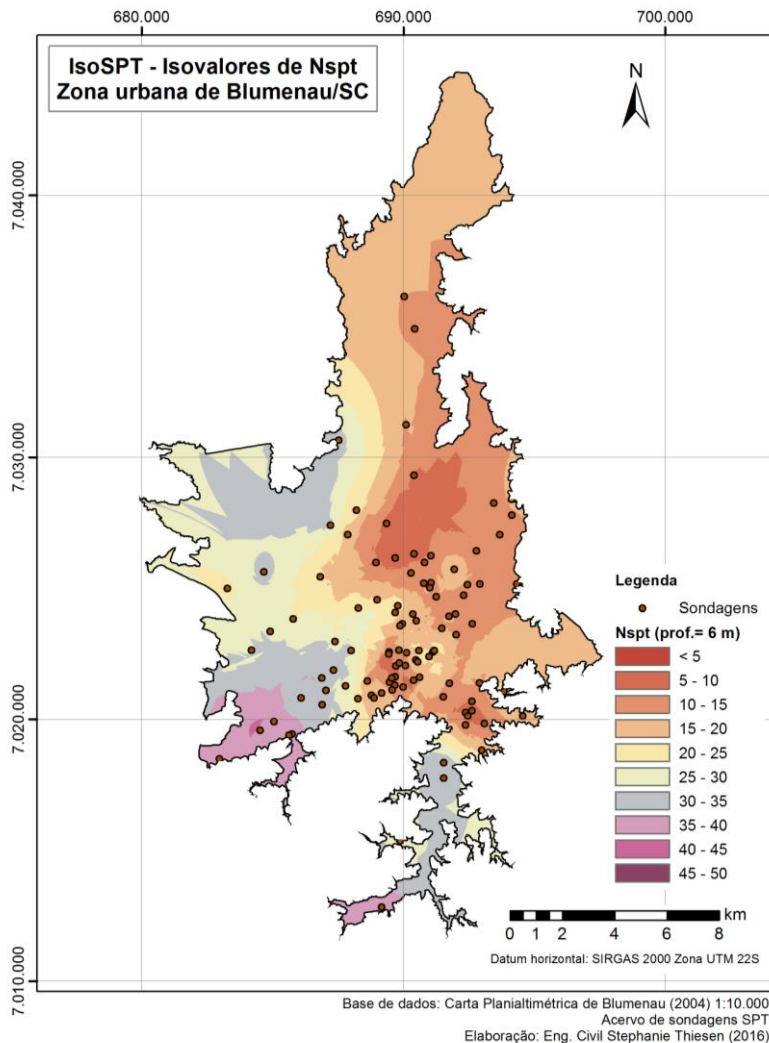 680.000
690.000
700.000
IsoSPT - Isovalores de Nspt
Zona urbana de Blumenau/SC
N
7.040.000
7.030.000
7.020.000
7.010.000
Legenda
Sondagens
Nspt (prof.= 6 m)
< 5
5 - 10
10 - 15
15 - 20
20 - 25
25 - 30
30 - 35
35 - 40
40 - 45
45 - 50
km
0 1 2 4 6 8
Datum horizontal: SIRGAS 2000 Zona UTM 22S
Base de dados: Carta Planialtimétrica de Blumenau (2004) 1:10.000
Acervo de sondagens SPT
Elaboração: Eng. Civil Stephanie Thiesen (2016)